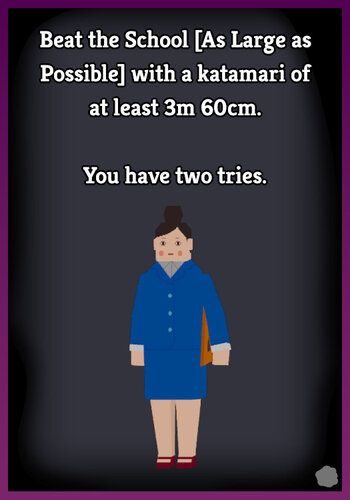 Beat the School [As Large as
Possible] with a katamari of
at least 3m 60cm.
You have two tries.